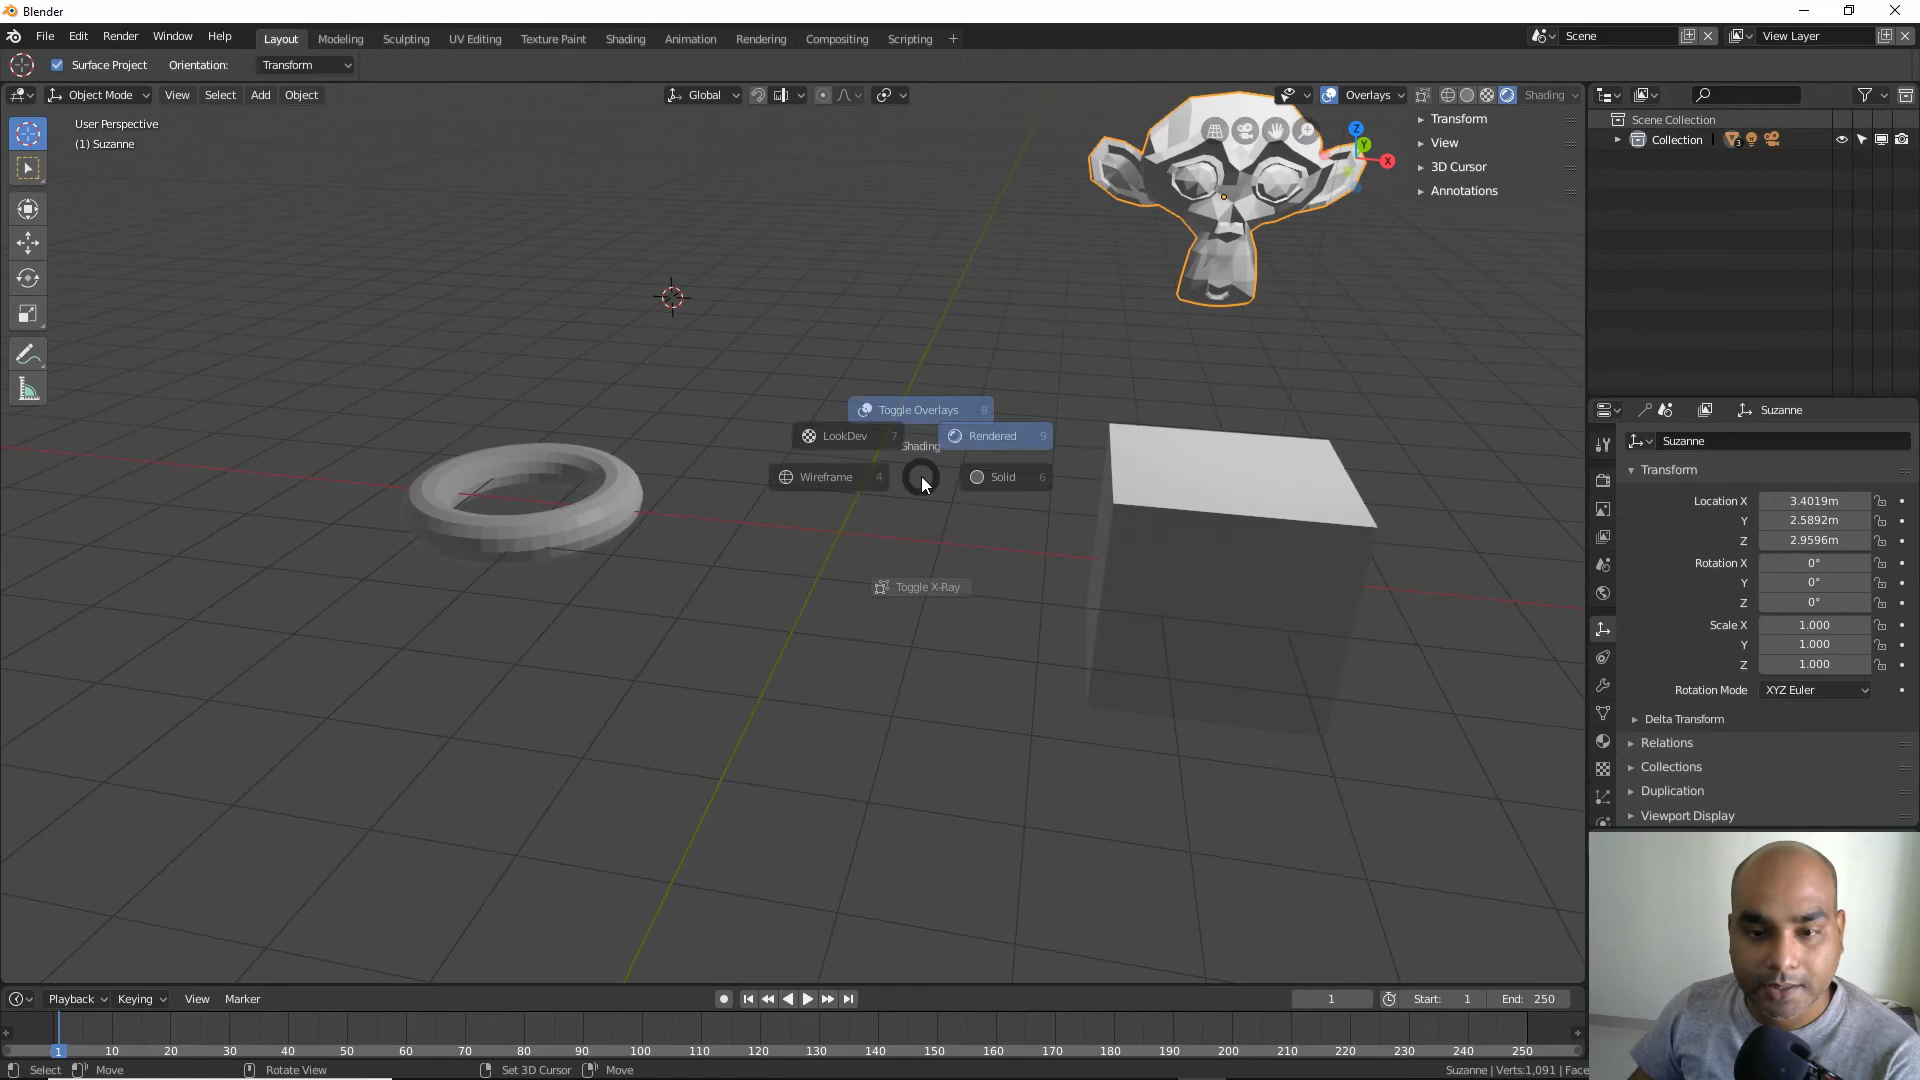 Blender
File Edit Render Window Help Layout Modeling Sculpting UV Editing Texture Paint Shading Animation Rendering Compositing Scripting + Scene View Layer
Surface Project Orientation: Transform
Object Mode View Select Add Object Global Overlays Shading
User Perspective
(1) Suzanne
Z
Y
X
Transform
View
3D Cursor
Annotations
Scene Collection
Collection 3
Toggle Overlays 8
LookDev 7
Rendered 9
Shading
Wireframe 4
Solid 6
Toggle X-Ray
Suzanne
Suzanne
Transform
Location X 3.4019m
Y 2.5892m
Z 2.9596m
Rotation X 0°
Y 0°
Z 0°
Scale X 1.000
Y 1.000
Z 1.000
Rotation Mode XYZ Euler
Delta Transform
Relations
Collections
Duplication
Viewport Display
Playback Keying View Marker 1 Start: 1 End: 250
1 10 20 30 40 50 60 70 80 90 100 110 120 130 140 150 160 170 180 190 200 210 220 230 240 250
Select Move Rotate View Set 3D Cursor Move Suzanne | Verts:1,091 | Face